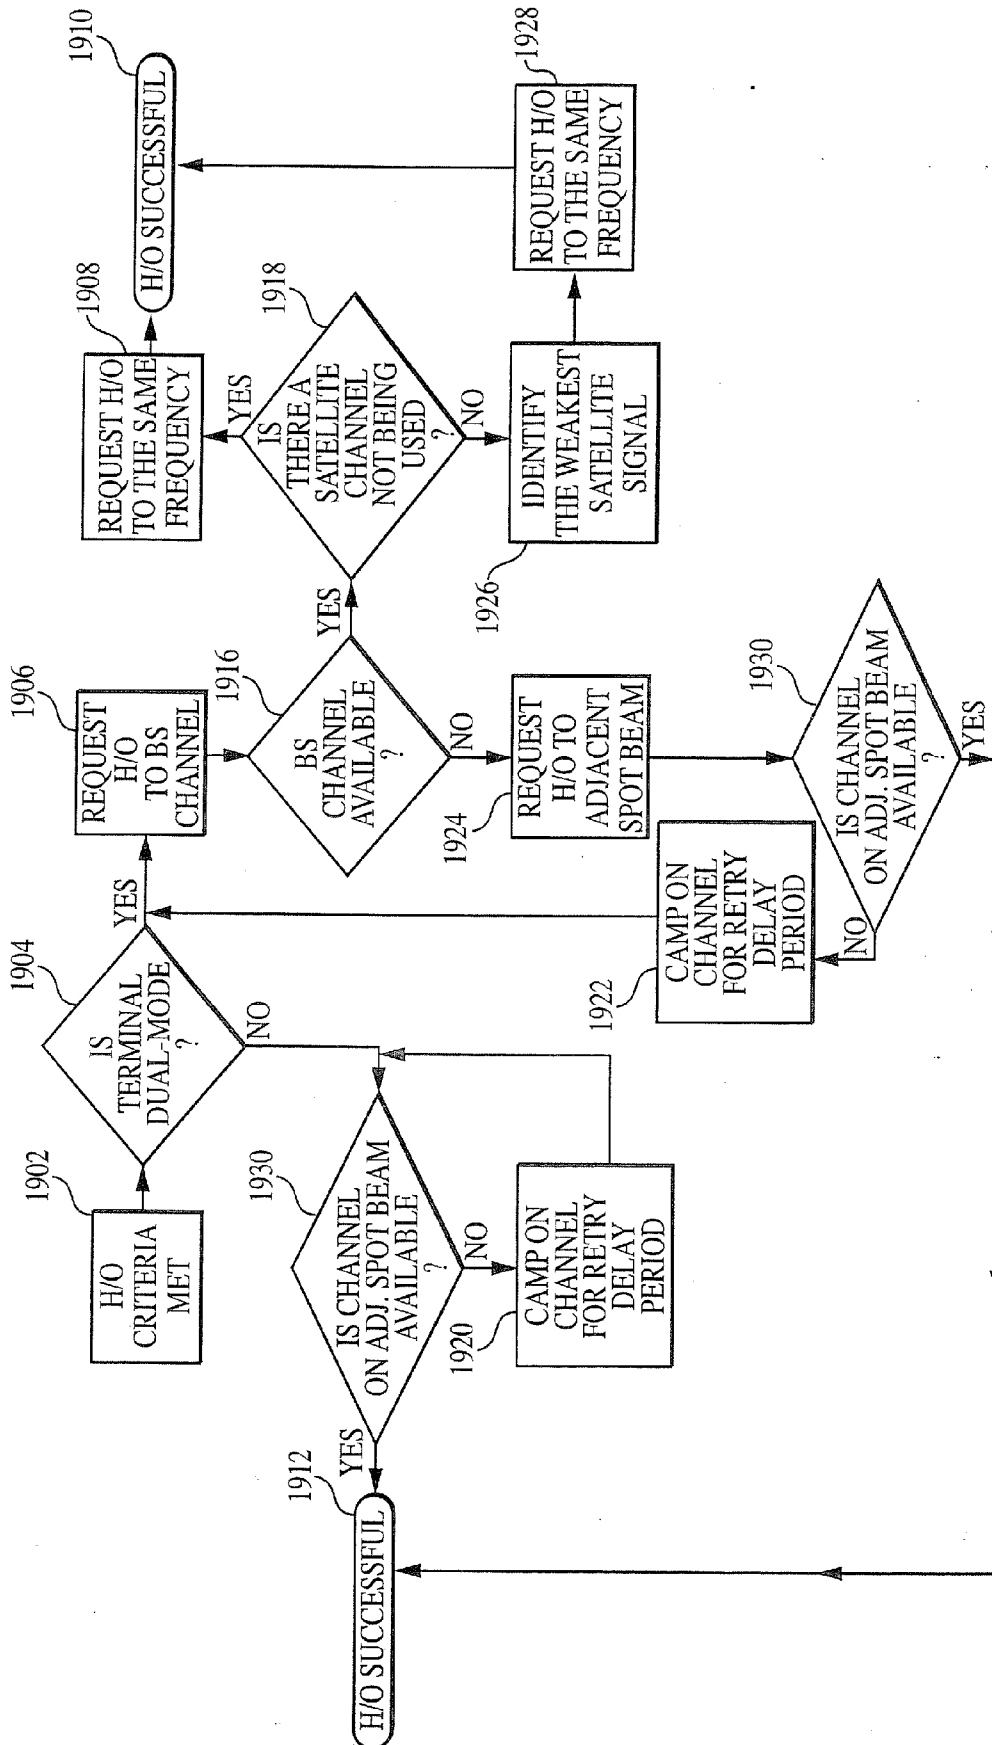 1902
H/O
CRITERIA
MET
1904
IS
TERMINAL
DUAL-MODE
?
YES
NO
1906
REQUEST
H/O
TO BS
CHANNEL
1908
REQUEST H/O
TO THE SAME
FREQUENCY
1910
H/O SUCCESSFUL
1912
H/O SUCCESSFUL
YES
1930
IS CHANNEL
ON ADJ. SPOT BEAM
AVAILABLE
?
NO
1916
BS
CHANNEL
AVAILABLE
?
YES
NO
1918
IS
THERE A
SATELLITE
CHANNEL
NOT BEING
USED
?
YES
NO
1920
CAMP ON
CHANNEL
FOR RETRY
DELAY
PERIOD
1924
REQUEST
H/O TO
ADJACENT
SPOT BEAM
1926
IDENTIFY
THE WEAKEST
SATELLITE
SIGNAL
1928
REQUEST H/O
TO THE SAME
FREQUENCY
1922
CAMP ON
CHANNEL
FOR RETRY
DELAY
PERIOD
NO
1930
IS CHANNEL
ON ADJ. SPOT BEAM
AVAILABLE
?
YES